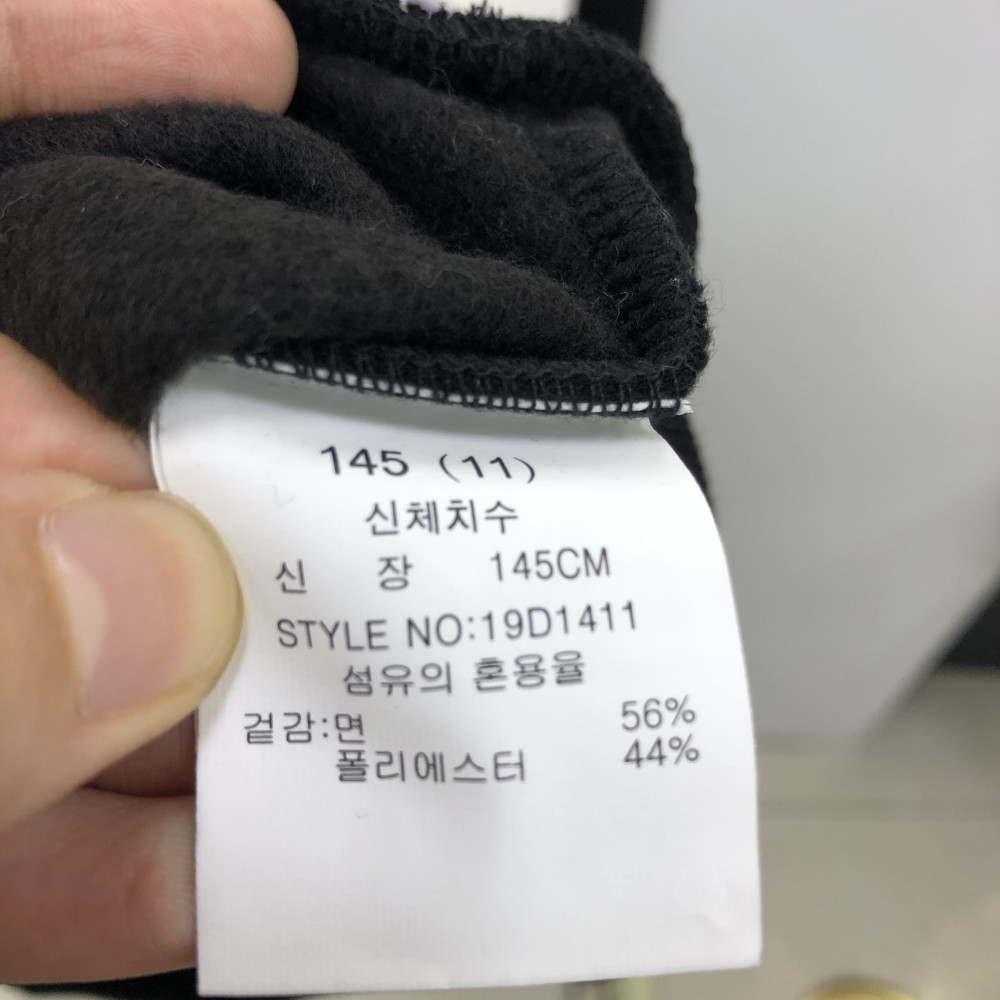 145 (11)
신체치수
신 장 145CM
STYLE NO:19D1411
섬유의 혼용율
겉감:면 56%
폴리에스터 44%